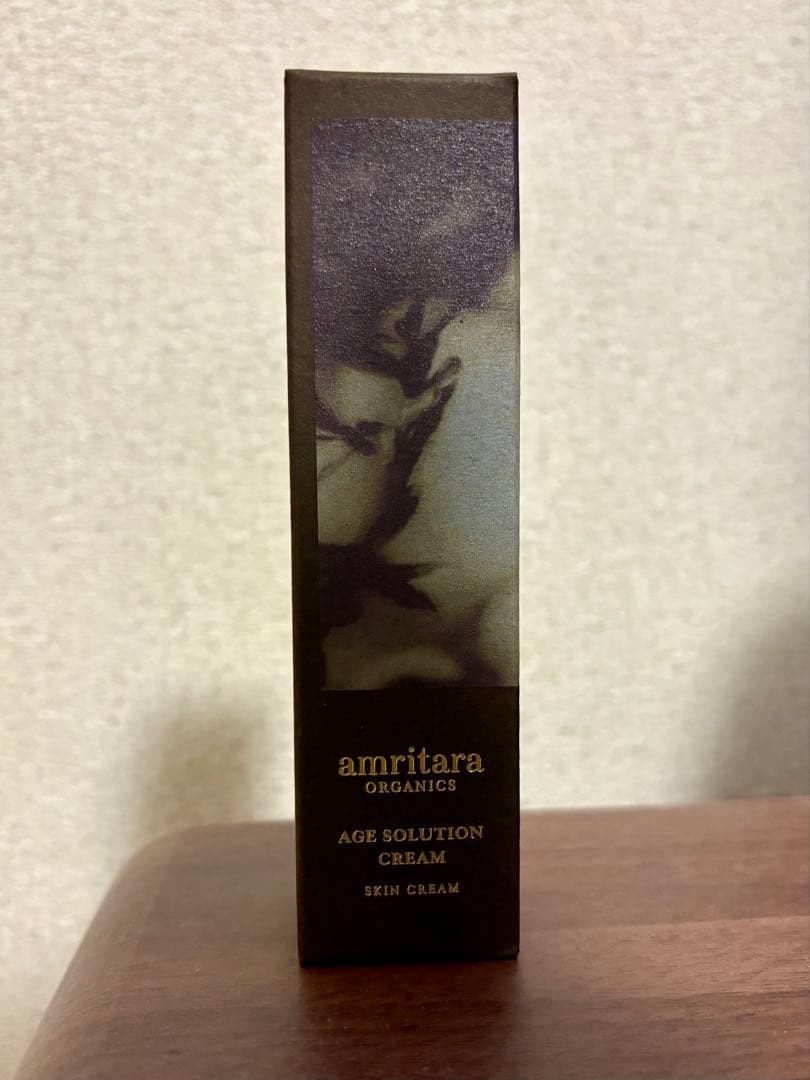 amritara
ORGANICS
AGE SOLUTION
CREAM
SKIN CREAM